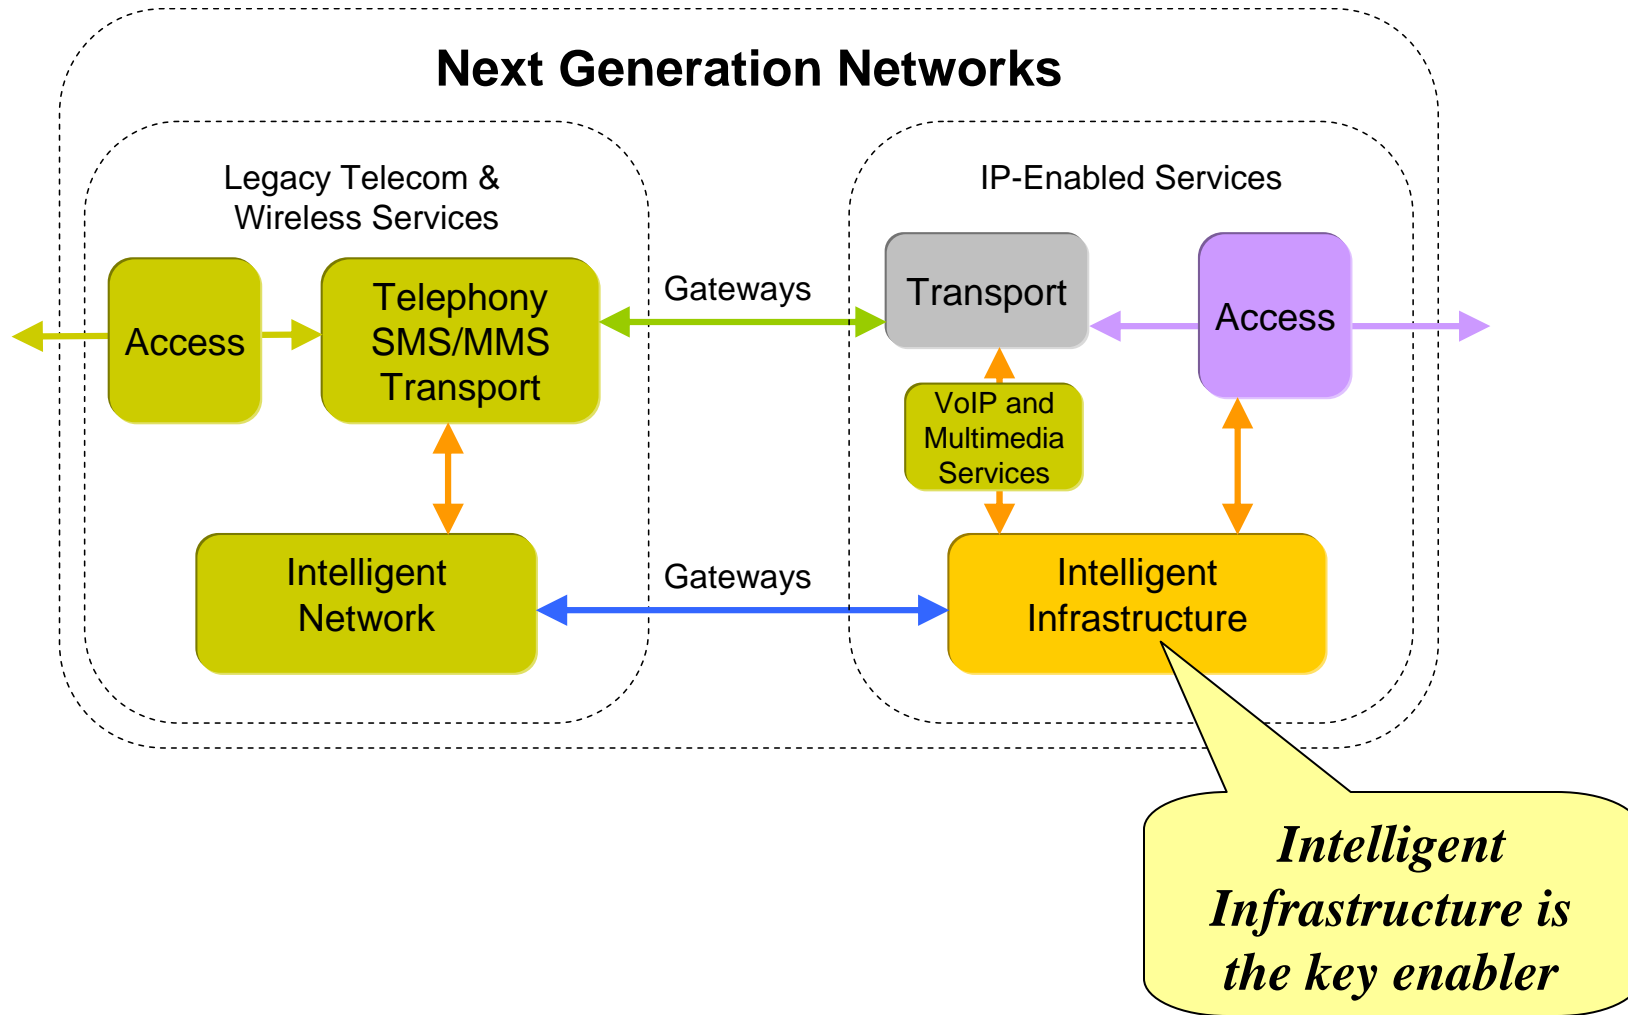 Next Generation Networks
Legacy Telecom &
Wireless Services
Access
Telephony
SMS/MMS
Transport
Intelligent
Network
Gateways
Gateways
IP-Enabled Services
Transport
Access
VoIP and
Multimedia
Services
Intelligent
Infrastructure
Intelligent
Infrastructure is
the key enabler